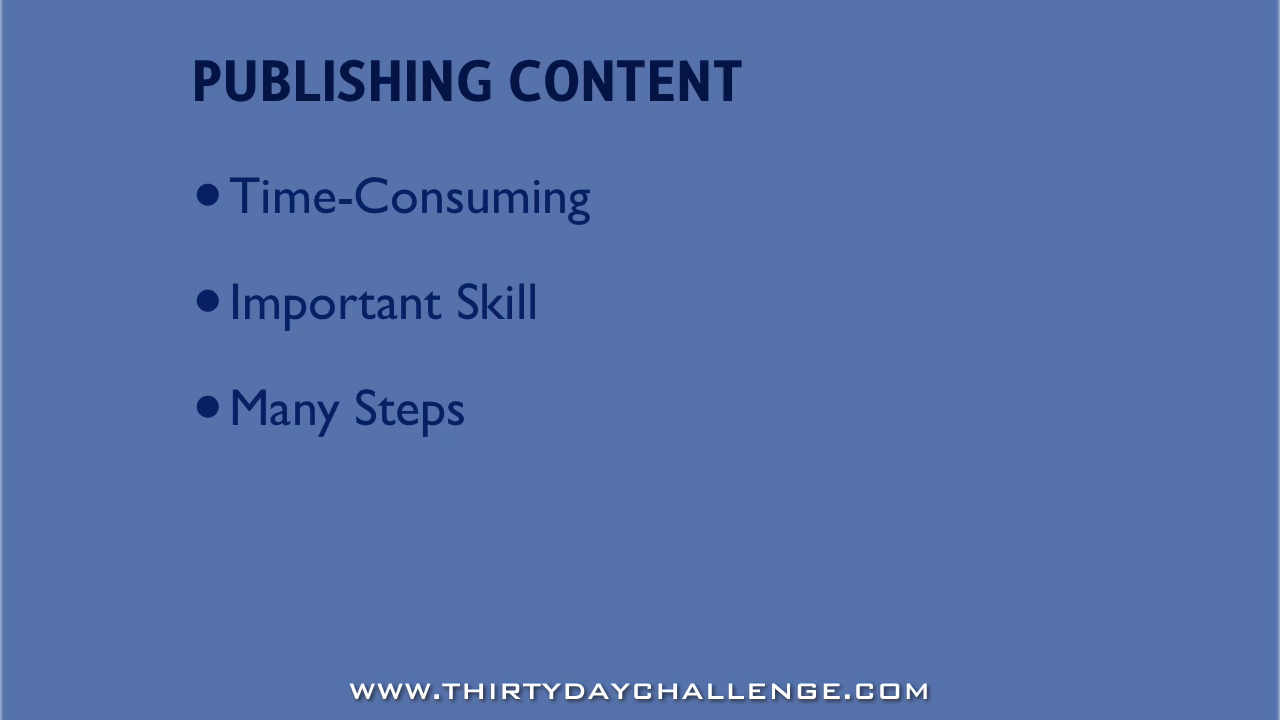 PUBLISHING CONTENT
• Time-Consuming
• Important Skill
• Many Steps
WWW.THIRTYDAYCHALLENGE.COM